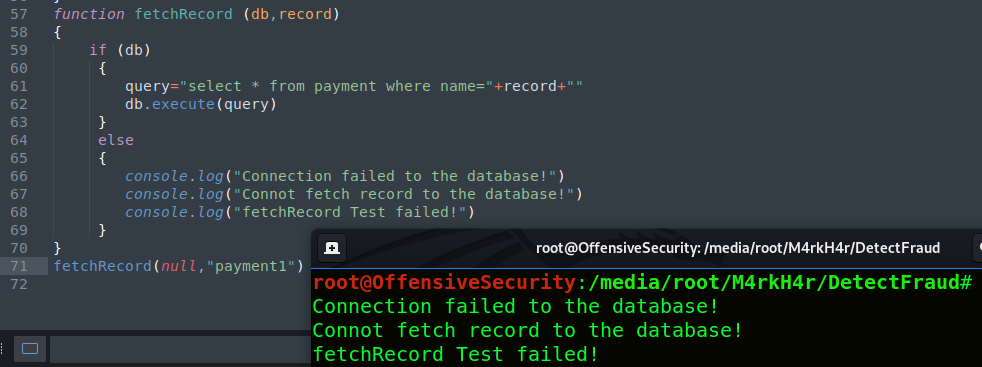 57 function fetchRecord (db,record)
58 {
59 if (db)
60 {
61 query="select * from payment where name="+record+""
62 db.execute(query)
63 }
64 else
65 {
66 console.log("Connection failed to the database!")
67 console.log("Connot fetch record to the database!")
68 console.log("fetchRecord Test failed!")
69 }
70 }
71 fetchRecord(null,"payment1")
72
root@OffensiveSecurity: /media/root/M4rkH4r/DetectFraud
root@OffensiveSecurity:/media/root/M4rkH4r/DetectFraud#
Connection failed to the database!
Connot fetch record to the database!
fetchRecord Test failed!